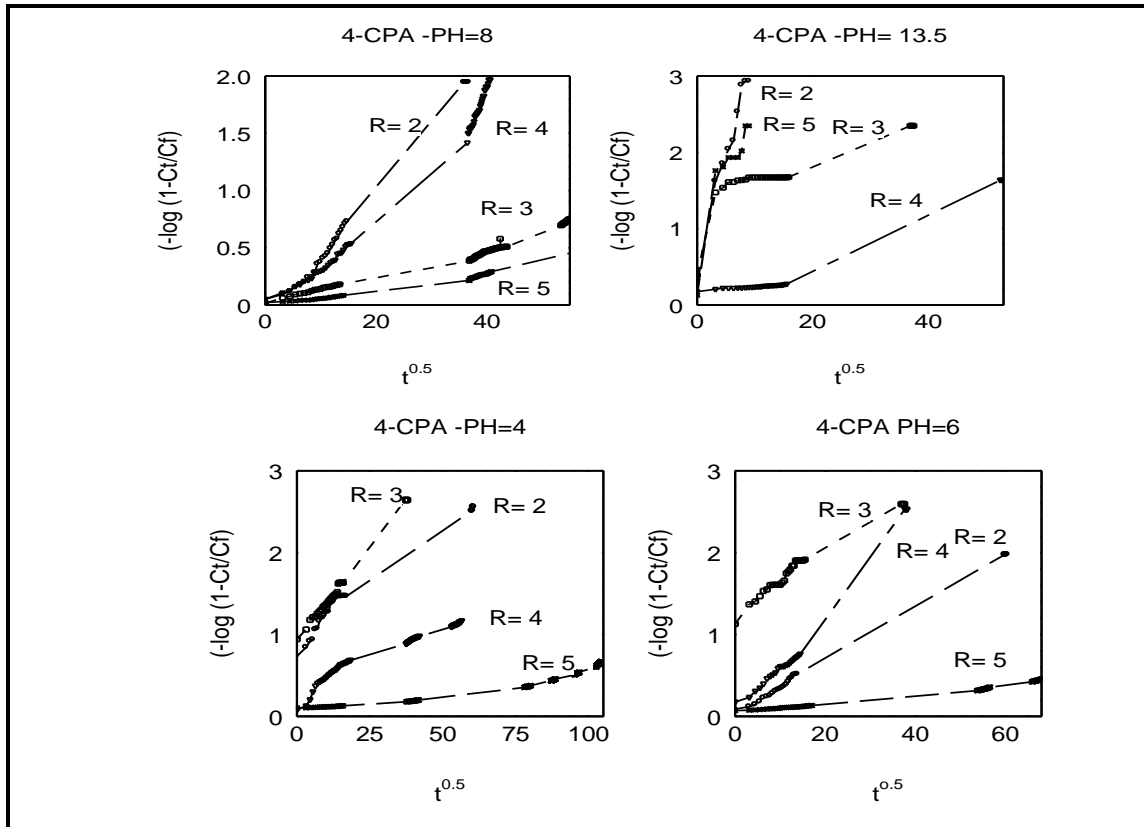 4-CPA -PH=8
(-log (1-Ct/Cf)
2.0
1.5
1.0
0.5
0.0
0
20
40
R= 2
R= 4
R= 3
R= 5
t^0.5
4-CPA -PH= 13.5
(-log (1-Ct/Cf)
3
2
1
0
0
20
40
R= 2
R= 5
R= 3
R= 4
t^0.5
4-CPA -PH=4
(-log (1-Ct/Cf)
3
2
1
0
0
25
50
75
100
R= 3
R= 2
R= 4
R= 5
t^0.5
4-CPA PH=6
(-log (1-Ct/Cf)
3
2
1
0
0
20
40
60
R= 3
R= 4
R= 2
R= 5
t^o.5